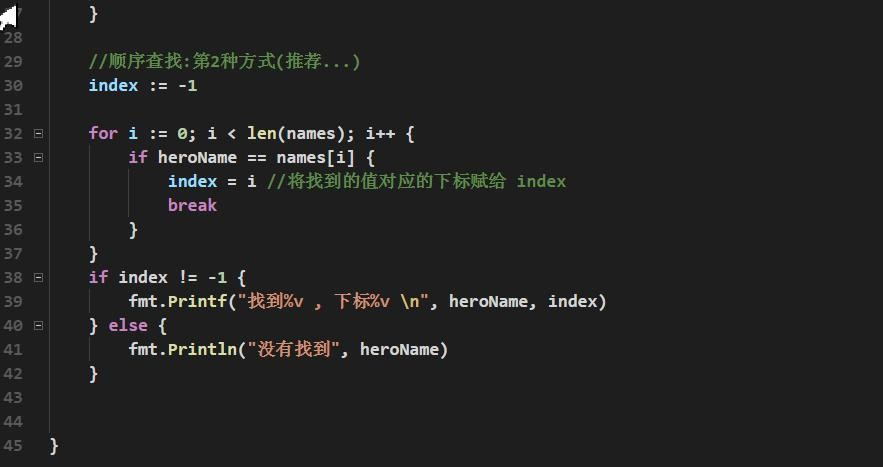 27 }
28
29 //顺序查找:第2种方式(推荐...)
30 index := -1
31
32 for i := 0; i < len(names); i++ {
33 if heroName == names[i] {
34 index = i //将找到的值对应的下标赋给 index
35 break
36 }
37 }
38 if index != -1 {
39 fmt.Printf("找到%v , 下标%v \n", heroName, index)
40 } else {
41 fmt.Println("没有找到", heroName)
42 }
43
44
45 }